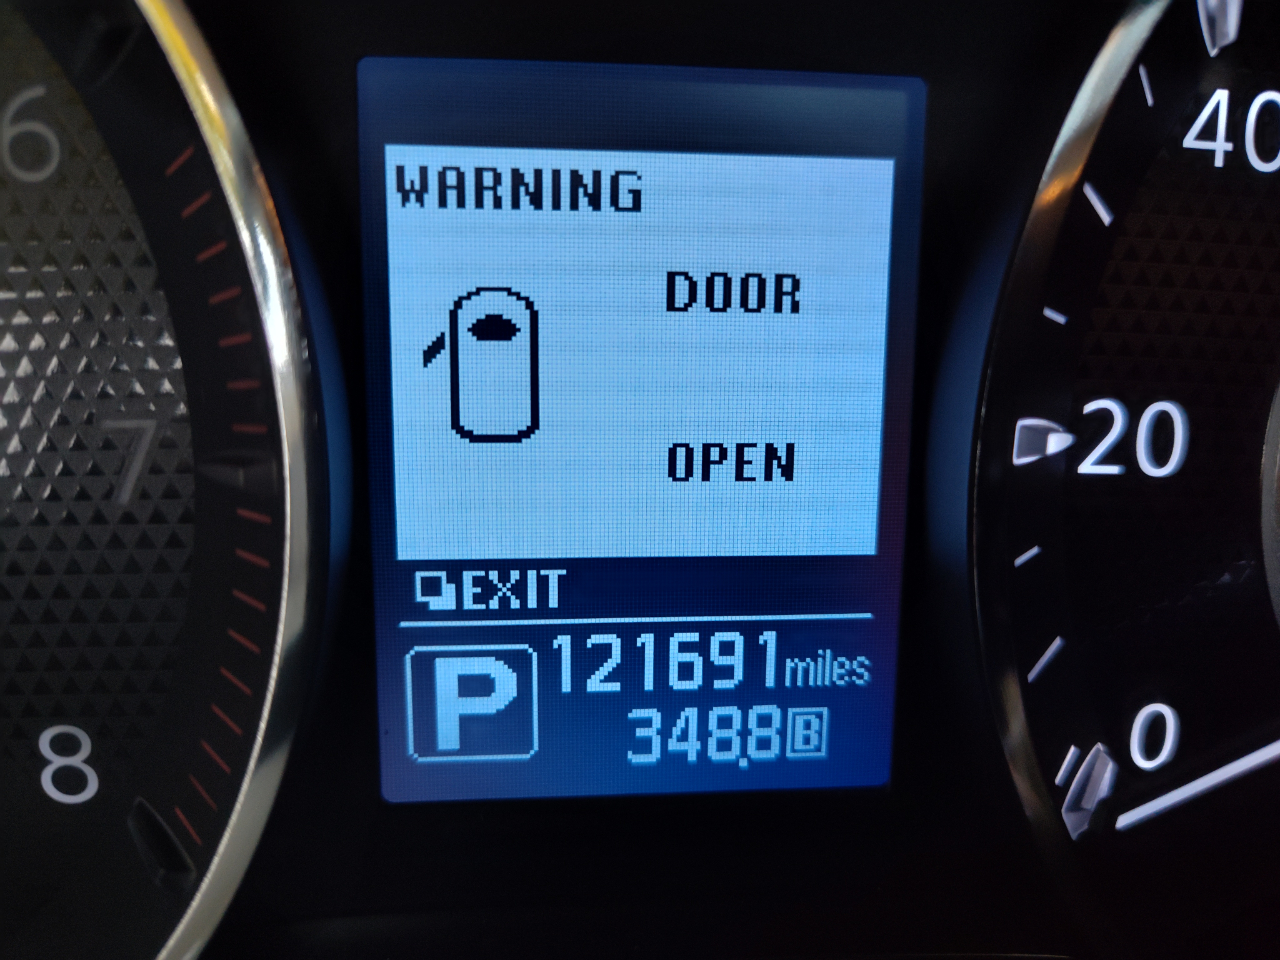 WARNING
DOOR
OPEN
EXIT
P
121691 miles
348.8 B
6
7
8
40
20
0